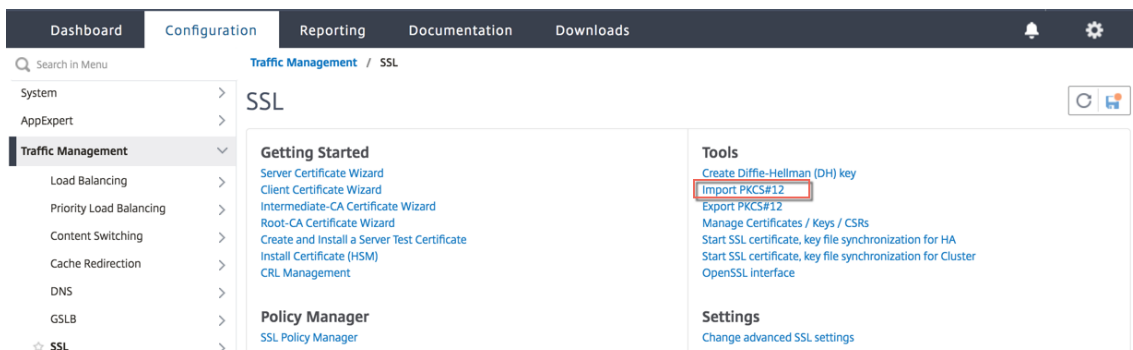 Dashboard Configuration Reporting Documentation Downloads
Search in Menu
Traffic Management / SSL
System
AppExpert
Traffic Management
Load Balancing
Priority Load Balancing
Content Switching
Cache Redirection
DNS
GSLB
SSL
SSL
Getting Started
Server Certificate Wizard
Client Certificate Wizard
Intermediate-CA Certificate Wizard
Root-CA Certificate Wizard
Create and Install a Server Test Certificate
Install Certificate (HSM)
CRL Management
Policy Manager
SSL Policy Manager
Tools
Create Diffie-Hellman (DH) key
Import PKCS#12
Export PKCS#12
Manage Certificates / Keys / CSRs
Start SSL certificate, key file synchronization for HA
Start SSL certificate, key file synchronization for Cluster
OpenSSL interface
Settings
Change advanced SSL settings